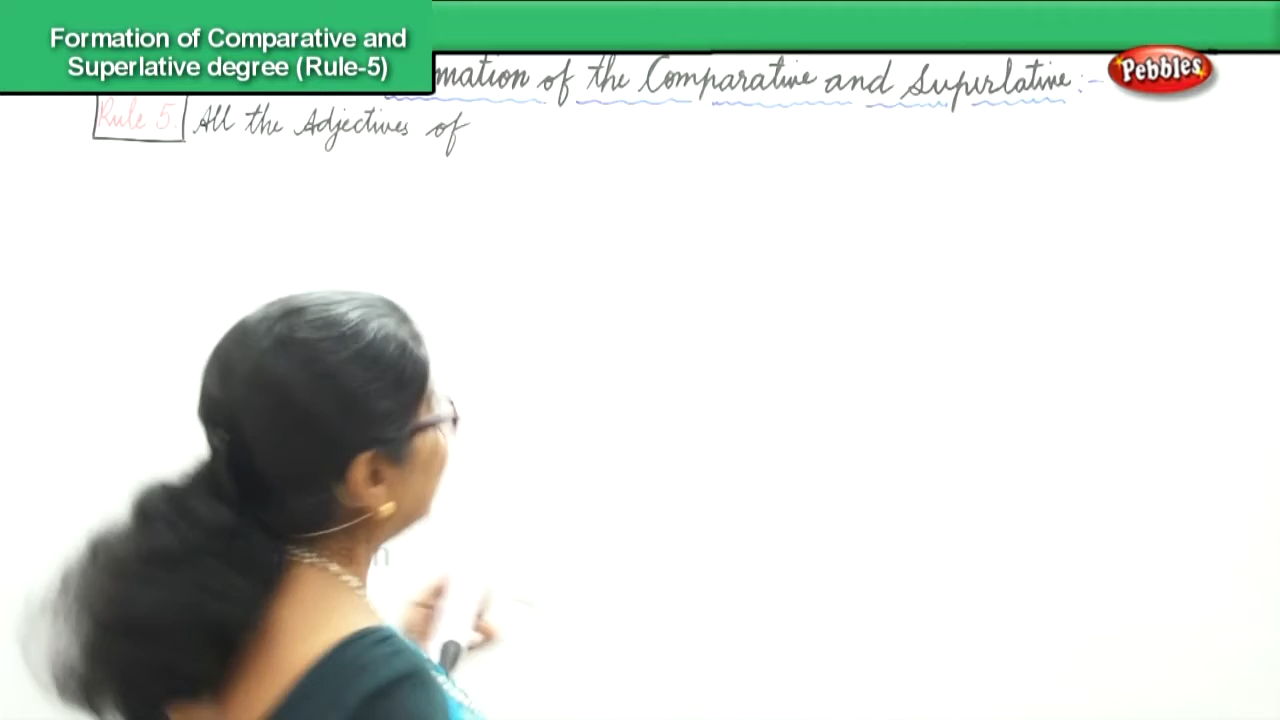 Formation of Comparative and
Superlative degree (Rule-5)
mation of the Comparative and Superlative:-
Pebbles
Rule 5. All the Adjectives of